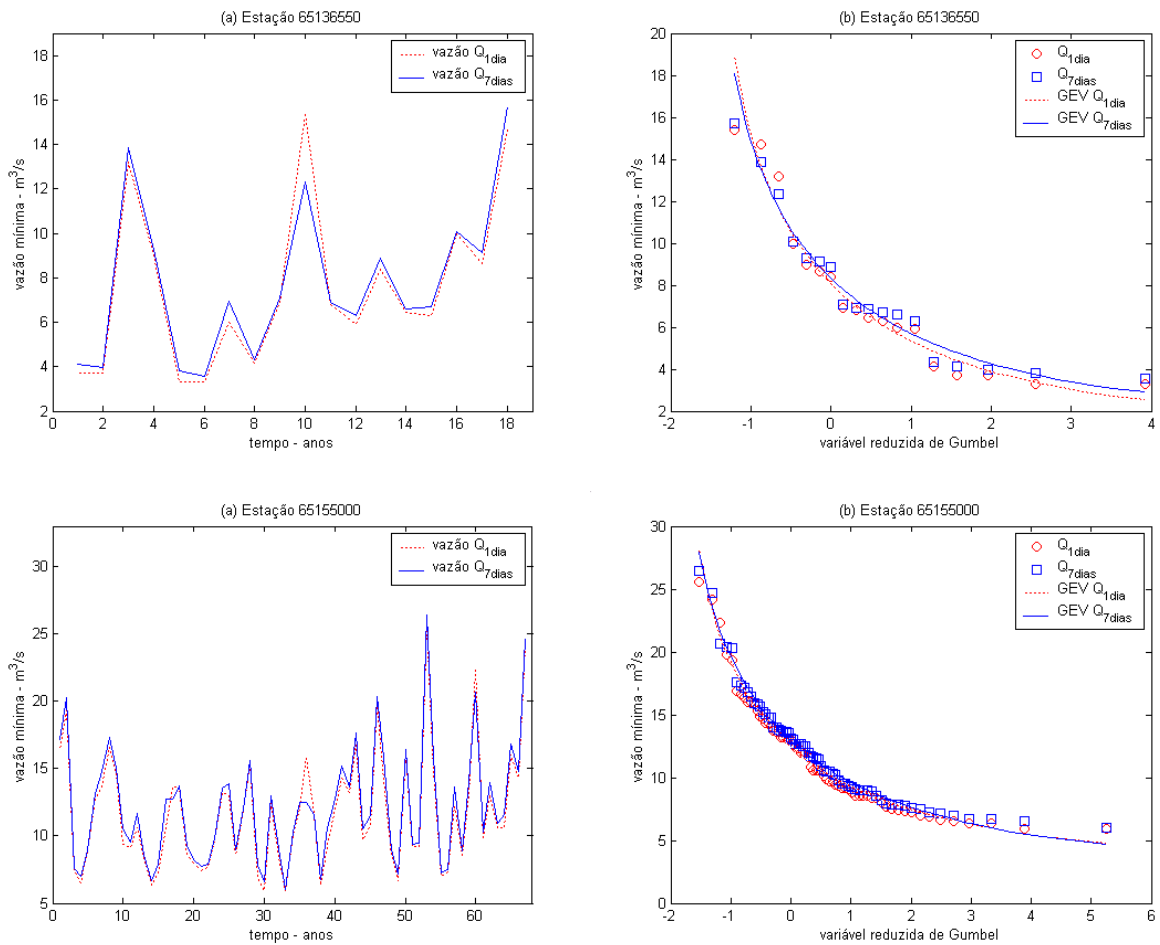 (a) Estação 65136550
vazão mínima - m³/s
18
16
14
12
10
8
6
4
2
0 2 4 6 8 10 12 14 16 18
tempo - anos
vazão Q1dia
vazão Q7dias
(b) Estação 65136550
vazão mínima - m³/s
20
18
16
14
12
10
8
6
4
2
-2 -1 0 1 2 3 4
variável reduzida de Gumbel
Q1dia
Q7dias
GEV Q1dia
GEV Q7dias
(a) Estação 65155000
vazão mínima - m³/s
30
25
20
15
10
5
0 10 20 30 40 50 60
tempo - anos
vazão Q1dia
vazão Q7dias
(b) Estação 65155000
vazão mínima - m³/s
30
25
20
15
10
5
0
-2 -1 0 1 2 3 4 5 6
variável reduzida de Gumbel
Q1dia
Q7dias
GEV Q1dia
GEV Q7dias